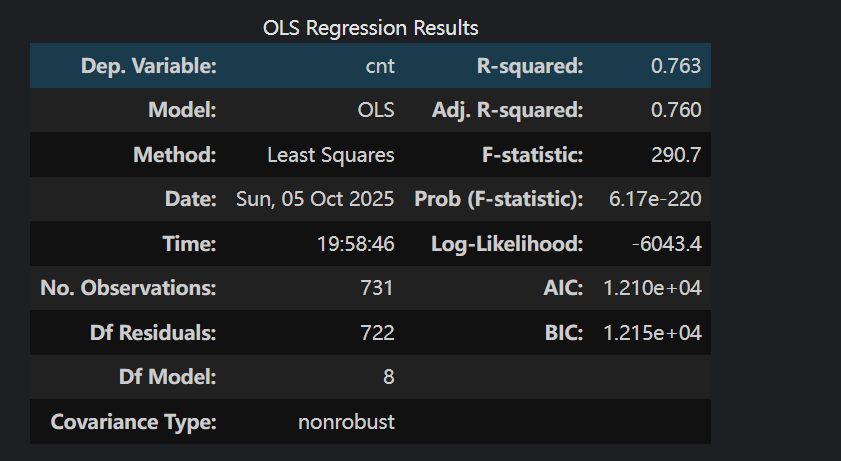 OLS Regression Results
Dep. Variable: cnt R-squared: 0.763
Model: OLS Adj. R-squared: 0.760
Method: Least Squares F-statistic: 290.7
Date: Sun, 05 Oct 2025 Prob (F-statistic): 6.17e-220
Time: 19:58:46 Log-Likelihood: -6043.4
No. Observations: 731 AIC: 1.210e+04
Df Residuals: 722 BIC: 1.215e+04
Df Model: 8
Covariance Type: nonrobust